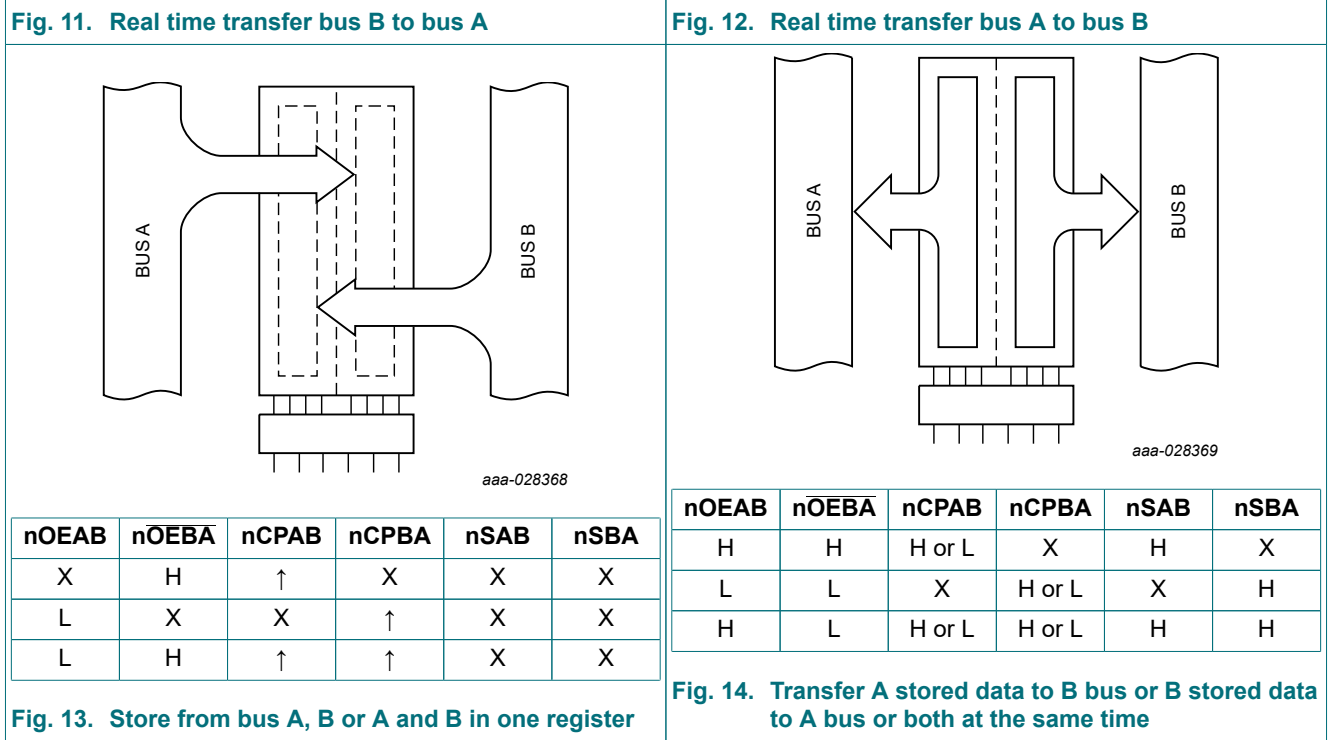 Fig. 11. Real time transfer bus B to bus A
Fig. 12. Real time transfer bus A to bus B
BUS A
BUS B
aaa-028368
nOEAB nO̅E̅B̅A̅ nCPAB nCPBA nSAB nSBA
X H ↑ X X X
L X X ↑ X X
L H ↑ ↑ X X
Fig. 13. Store from bus A, B or A and B in one register
BUS A
BUS B
aaa-028369
nOEAB nO̅E̅B̅A̅ nCPAB nCPBA nSAB nSBA
H H H or L X H X
L L X H or L X H
H L H or L H or L H H
Fig. 14. Transfer A stored data to B bus or B stored data
to A bus or both at the same time